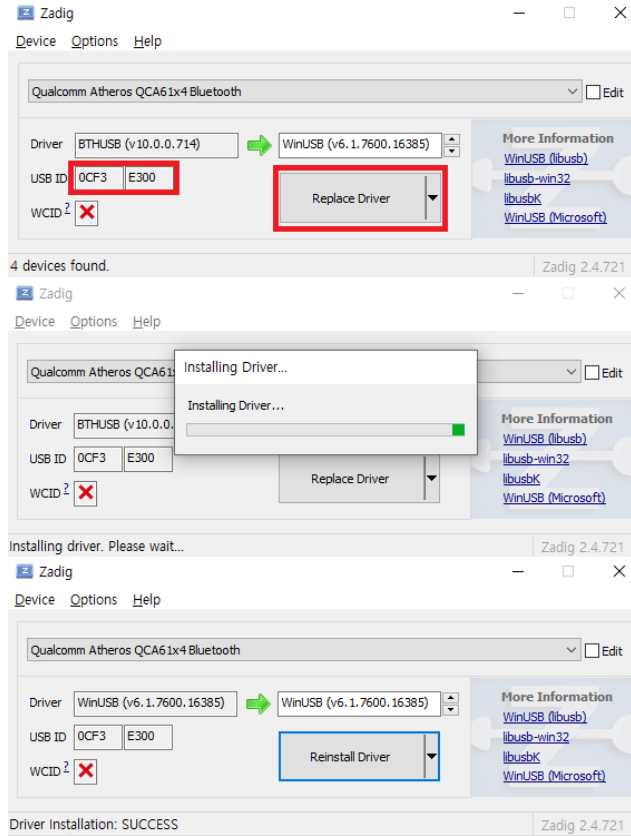 Zadig
Device Options Help
Qualcomm Atheros QCA61x4 Bluetooth
Edit
Driver BTHUSB (v10.0.0.714) WinUSB (v6.1.7600.16385)
USB ID 0CF3 E300
WCID ?
Replace Driver
More Information
WinUSB (libusb)
libusb-win32
libusbK
WinUSB (Microsoft)
4 devices found.
Zadig 2.4.721
Zadig
Device Options Help
Qualcomm Atheros QCA61
Edit
Installing Driver...
Installing Driver...
Driver BTHUSB (v10.0.0.
USB ID 0CF3 E300
WCID ?
Replace Driver
More Information
WinUSB (libusb)
libusb-win32
libusbK
WinUSB (Microsoft)
Installing driver. Please wait...
Zadig 2.4.721
Zadig
Device Options Help
Qualcomm Atheros QCA61x4 Bluetooth
Edit
Driver WinUSB (v6.1.7600.16385) WinUSB (v6.1.7600.16385)
USB ID 0CF3 E300
WCID ?
Reinstall Driver
More Information
WinUSB (libusb)
libusb-win32
libusbK
WinUSB (Microsoft)
Driver Installation: SUCCESS
Zadig 2.4.721